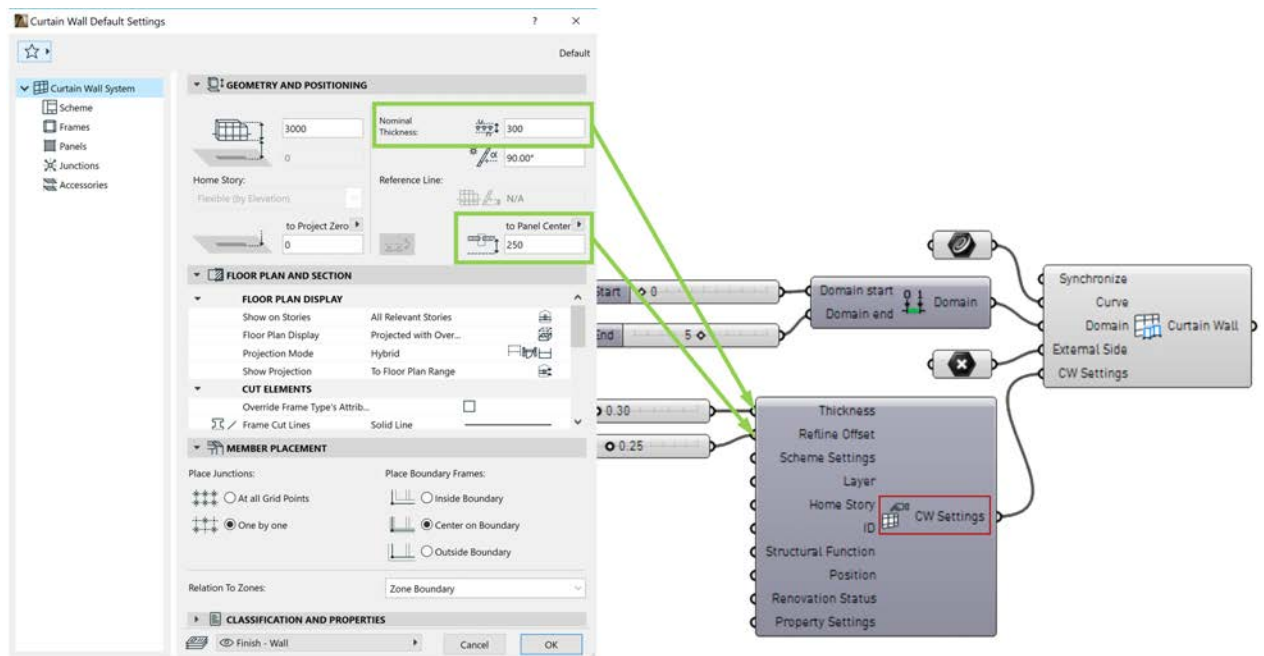 Curtain Wall Default Settings
?
Default
Curtain Wall System
Scheme
Frames
Panels
Junctions
Accessories
GEOMETRY AND POSITIONING
3000
0
Nominal
Thickness:
300
α
90.00°
Home Story:
Flexible (by Elevation)
Reference Line:
N/A
to Project Zero
0
to Panel Center
250
FLOOR PLAN AND SECTION
FLOOR PLAN DISPLAY
Show on Stories All Relevant Stories
Floor Plan Display Projected with Over...
Projection Mode Hybrid
Show Projection To Floor Plan Range
CUT ELEMENTS
Override Frame Type's Attrib...
Frame Cut Lines Solid Line
MEMBER PLACEMENT
Place Junctions:
At all Grid Points
One by one
Place Boundary Frames:
Inside Boundary
Center on Boundary
Outside Boundary
Relation To Zones: Zone Boundary
CLASSIFICATION AND PROPERTIES
Finish - Wall
Cancel
OK
Start 0
End 5
Domain start
Domain end
0 1
Domain
Synchronize
Curve
Domain
External Side
CW Settings
Curtain Wall
0.30
0.25
Thickness
Refline Offset
Scheme Settings
Layer
Home Story
ID
Structural Function
Position
Renovation Status
Property Settings
CW Settings